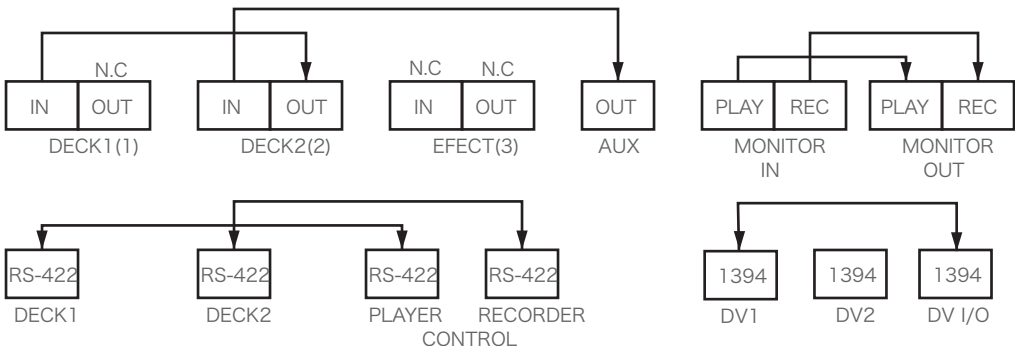 N.C N.C N.C
IN OUT IN OUT IN OUT OUT PLAY REC PLAY REC
DECK1(1) DECK2(2) EFECT(3) AUX MONITOR MONITOR
IN OUT
RS-422 RS-422 RS-422 RS-422 1394 1394 1394
DECK1 DECK2 PLAYER RECORDER DV1 DV2 DV I/O
CONTROL